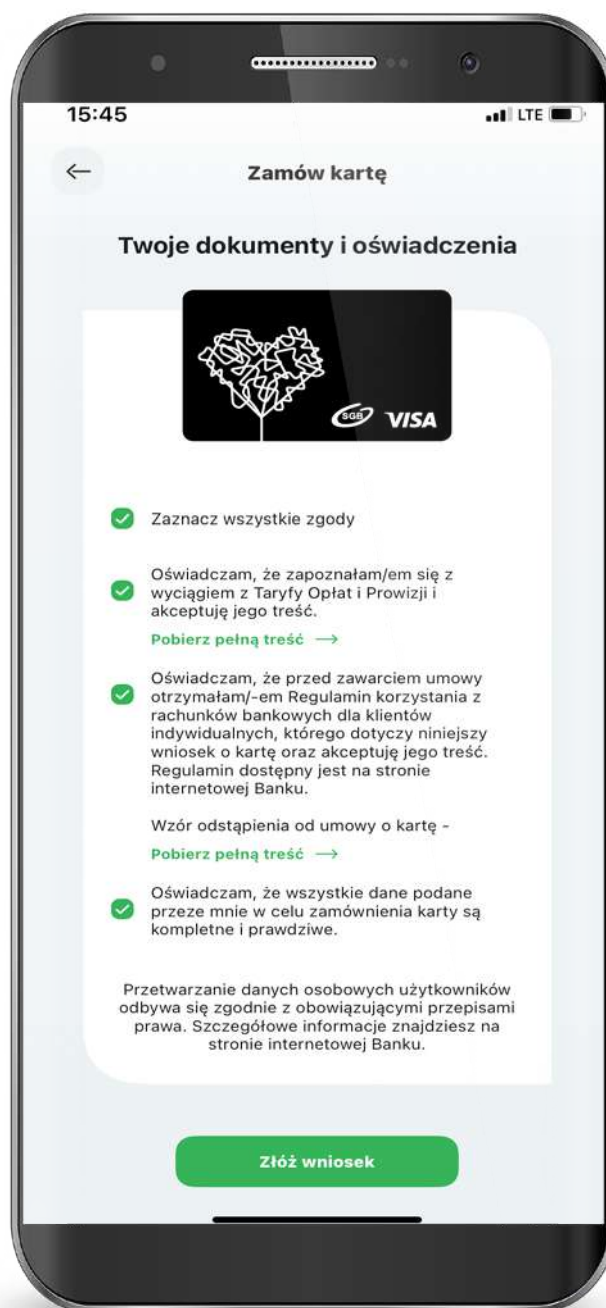 15:45
LTE
Zamów kartę
Twoje dokumenty i oświadczenia
SGB VISA
Zaznacz wszystkie zgody
Oświadczam, że zapoznałam/em się z
wyciągiem z Taryfy Opłat i Prowizji i
akceptuję jego treść.
Pobierz pełną treść
Oświadczam, że przed zawarciem umowy
otrzymałam/-em Regulamin korzystania z
rachunków bankowych dla klientów
indywidualnych, którego dotyczy niniejszy
wniosek o kartę oraz akceptuję jego treść.
Regulamin dostępny jest na stronie
internetowej Banku.
Wzór odstąpienia od umowy o kartę -
Pobierz pełną treść
Oświadczam, że wszystkie dane podane
przeze mnie w celu zamównienia karty są
kompletne i prawdziwe.
Przetwarzanie danych osobowych użytkowników
odbywa się zgodnie z obowiązującymi przepisami
prawa. Szczegółowe informacje znajdziesz na
stronie internetowej Banku.
Złóż wniosek